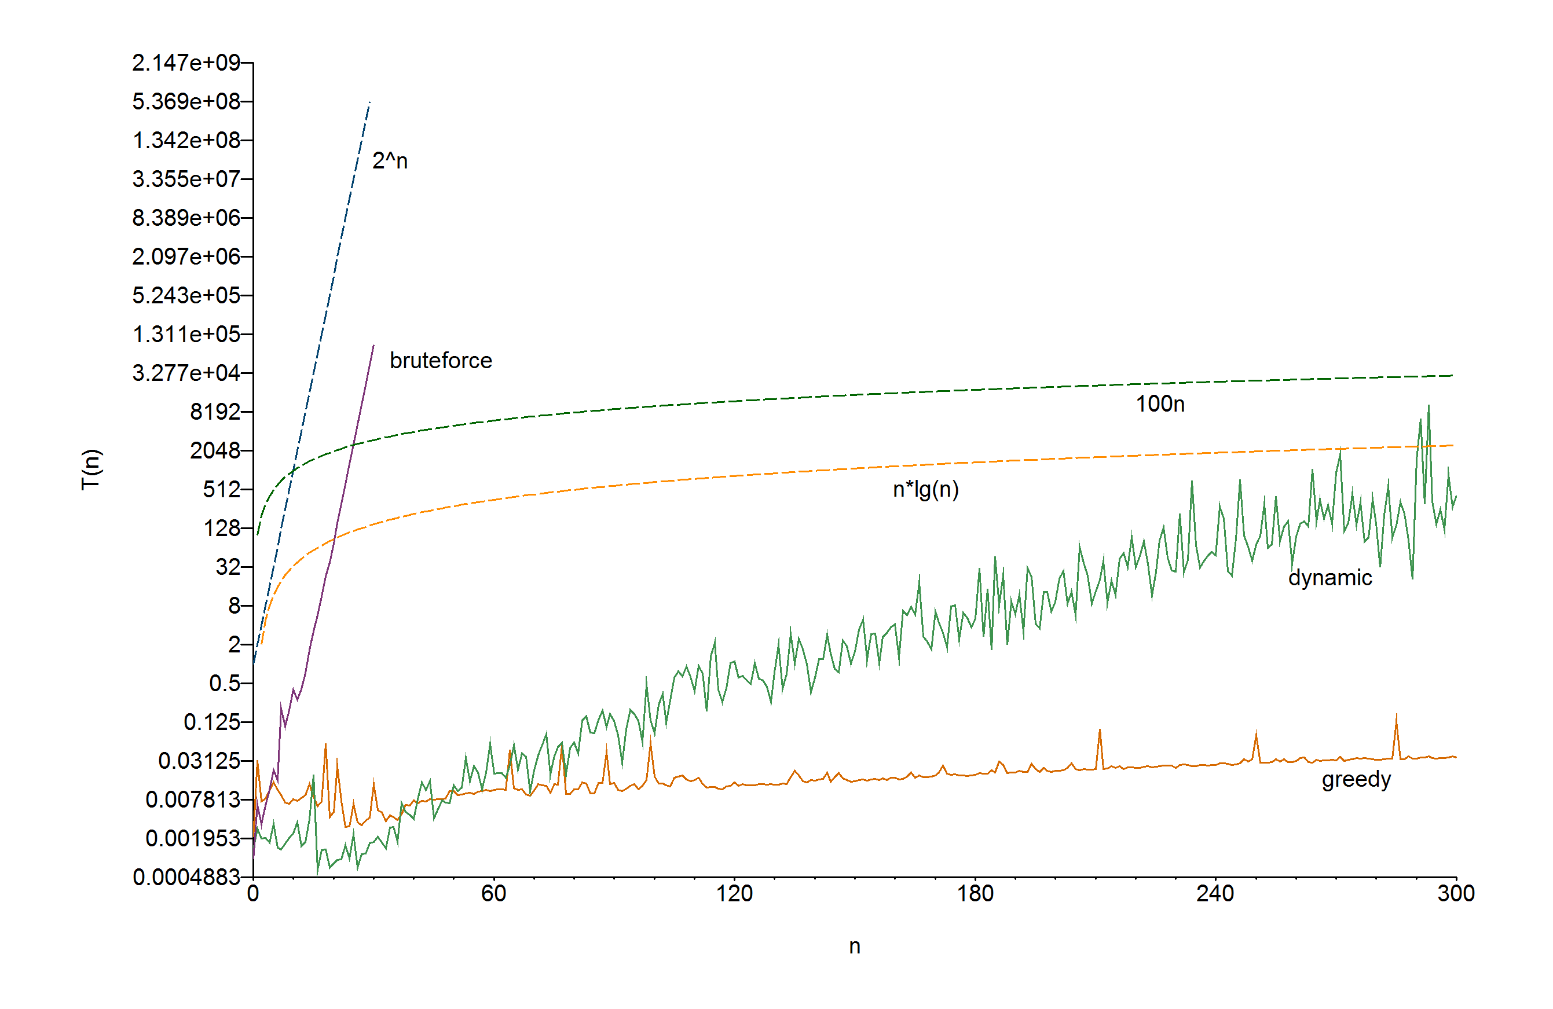 2.147e+09
5.369e+08
1.342e+08
2^n
3.355e+07
8.389e+06
2.097e+06
5.243e+05
1.311e+05
bruteforce
3.277e+04
100n
8192
2048
T(n)
512
n*lg(n)
128
32
dynamic
8
2
0.5
0.125
0.03125
greedy
0.007813
0.001953
0.0004883
0 60 120 180 240 300
n